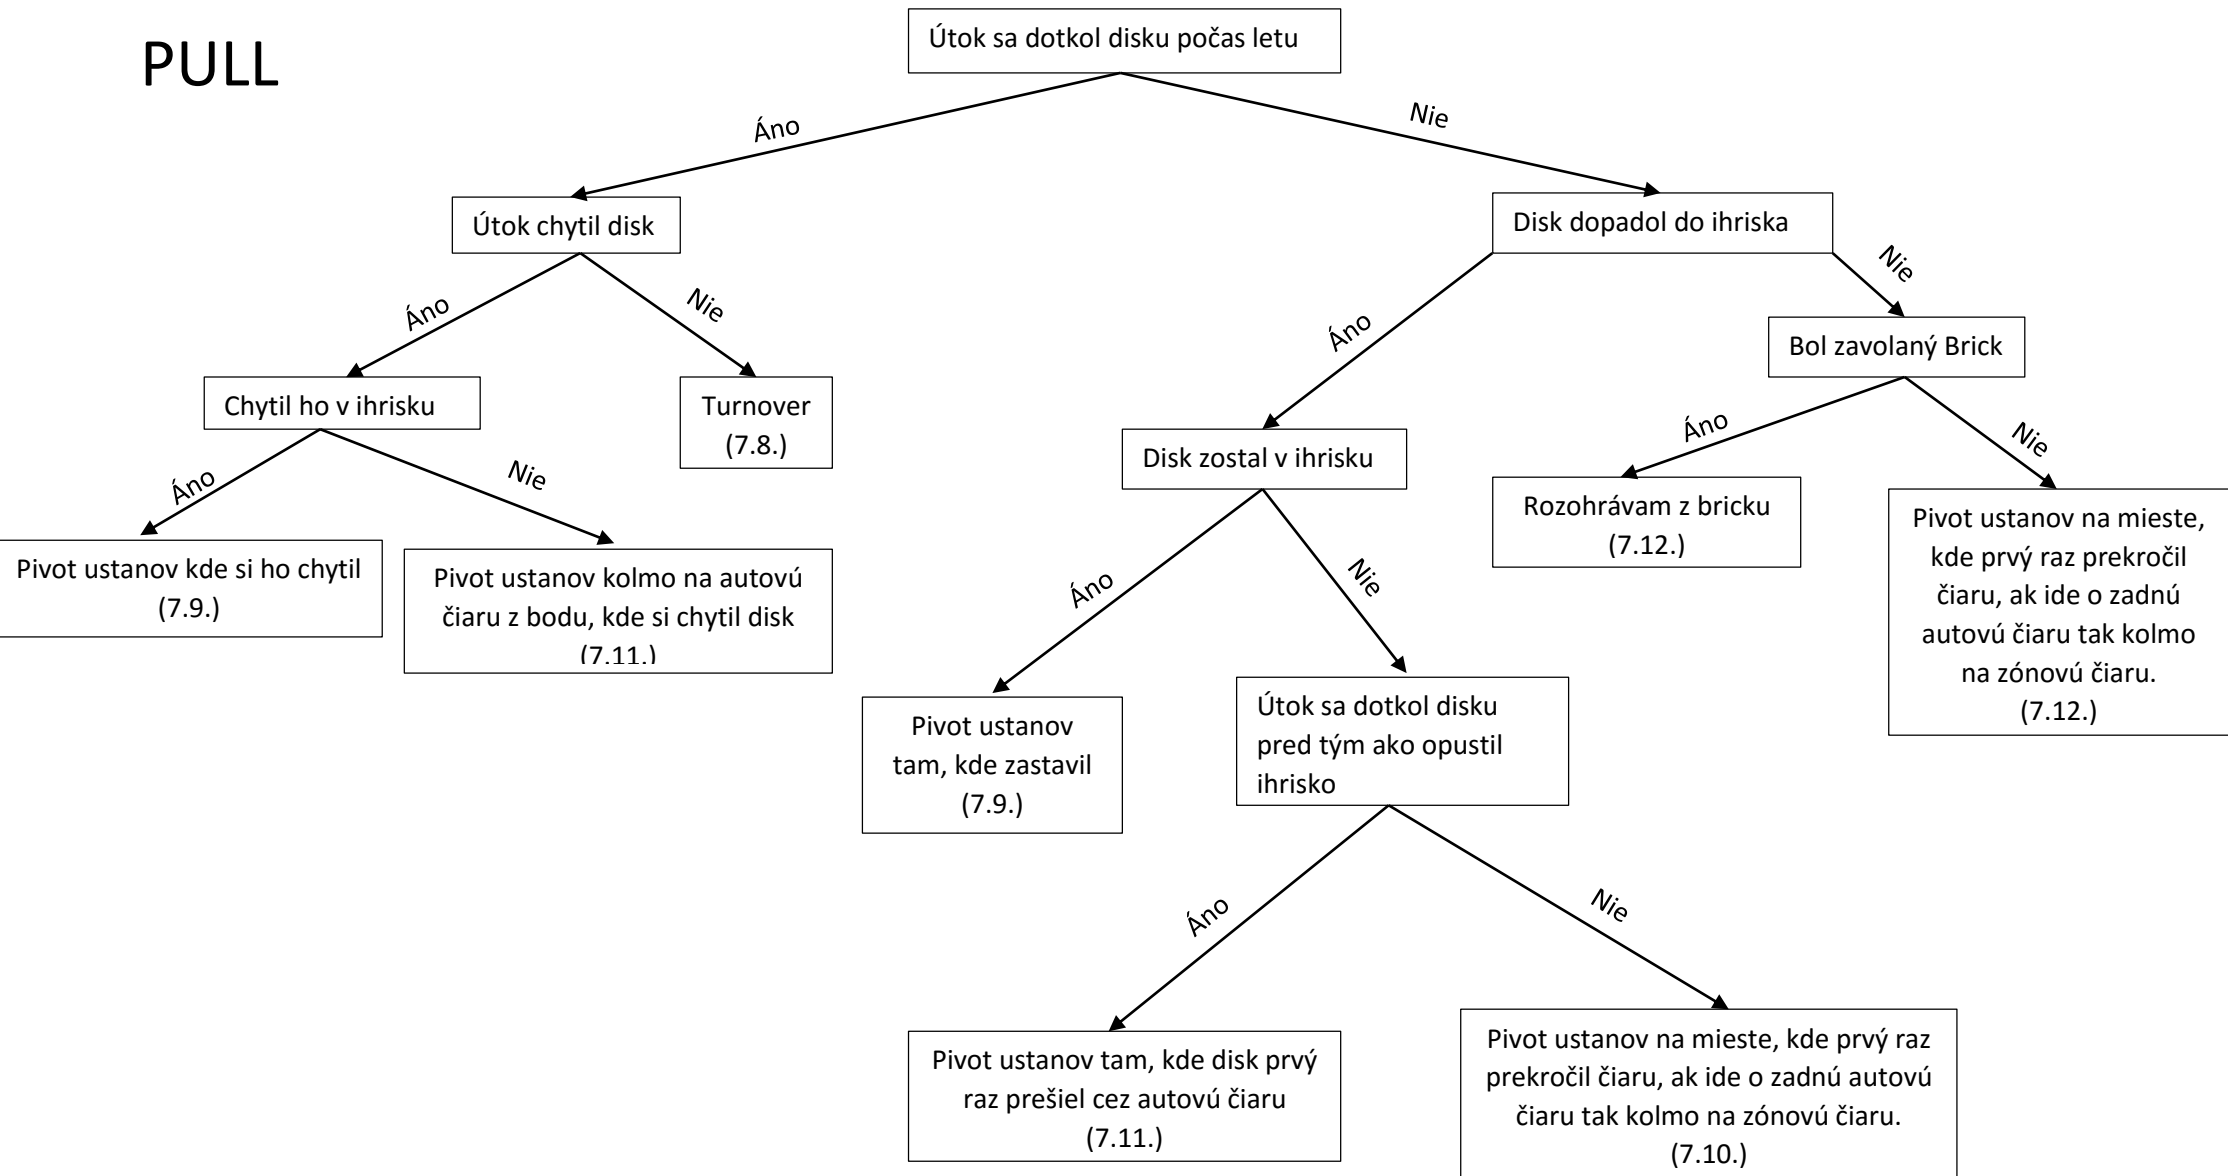 PULL
Útok sa dotkol disku počas letu
Áno
Nie
Útok chytil disk
Disk dopadol do ihriska
Áno
Nie
Áno
Nie
Bol zavolaný Brick
Chytil ho v ihrisku
Turnover
(7.8.)
Áno
Nie
Áno
Nie
Disk zostal v ihrisku
Rozohrávam z bricku
(7.12.)
Pivot ustanov na mieste,
kde prvý raz prekročil
čiaru, ak ide o zadnú
autovú čiaru tak kolmo
na zónovú čiaru.
(7.12.)
Pivot ustanov kde si ho chytil
(7.9.)
Pivot ustanov kolmo na autovú
čiaru z bodu, kde si chytil disk
(7.11.)
Áno
Nie
Pivot ustanov
tam, kde zastavil
(7.9.)
Útok sa dotkol disku
pred tým ako opustil
ihrisko
Áno
Nie
Pivot ustanov tam, kde disk prvý
raz prešiel cez autovú čiaru
(7.11.)
Pivot ustanov na mieste, kde prvý raz
prekročil čiaru, ak ide o zadnú autovú
čiaru tak kolmo na zónovú čiaru.
(7.10.)